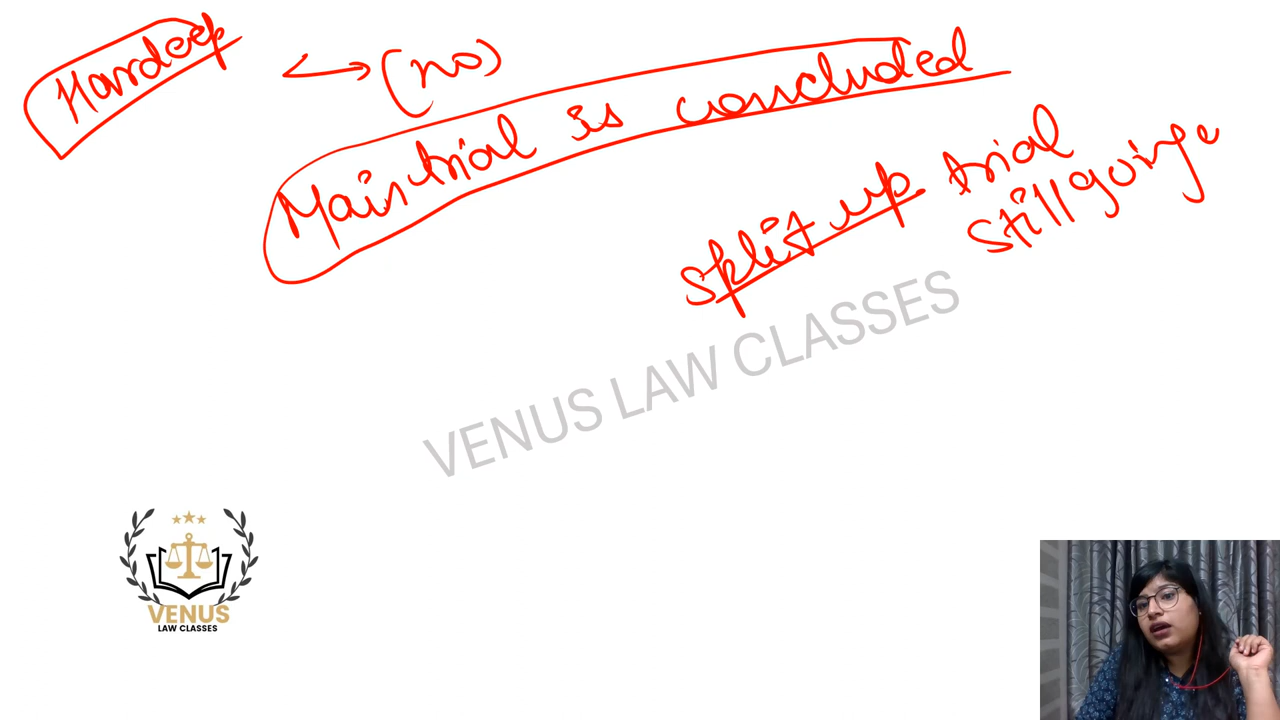 Hardeep ↔ (no)
Main trial is concluded
split up trial
still going
VENUS LAW CLASSES
VENUS
LAW CLASSES